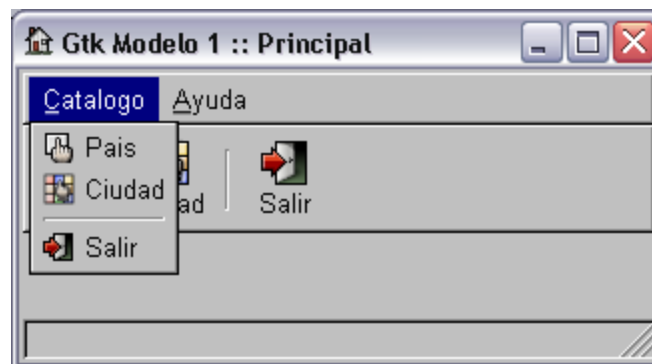 Gtk Modelo 1 :: Principal
Catalogo Ayuda
Pais
Ciudad
ad Salir
Salir